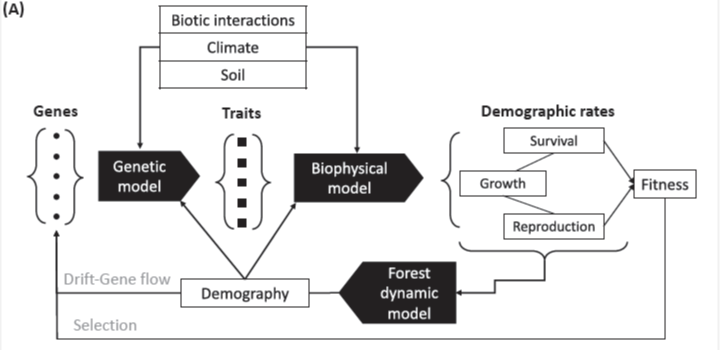 (A)
Biotic interactions
Climate
Soil
Genes
Traits
Demographic rates
Genetic
model
Biophysical
model
Survival
Growth
Reproduction
Fitness
Drift-Gene flow
Demography
Forest
dynamic
model
Selection